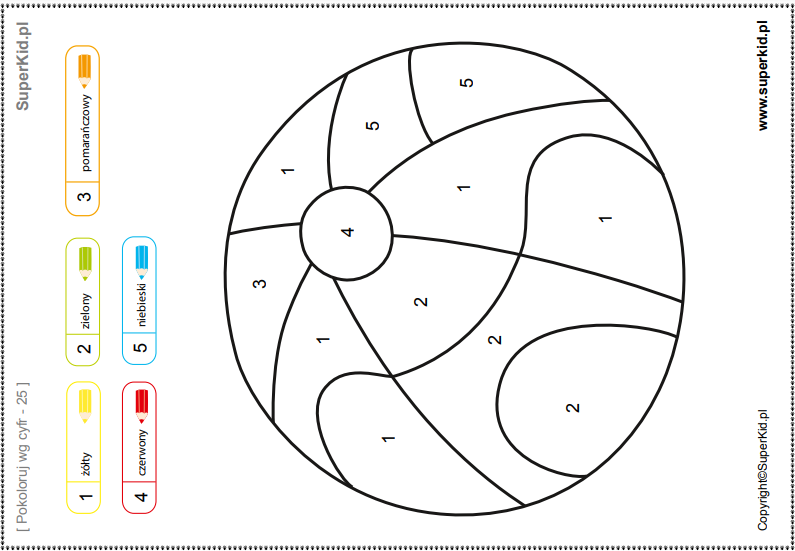 [ Pokoloruj wg cyfr - 25 ]
SuperKid.pl
1 żółty
2 zielony
3 pomarańczowy
4 czerwony
5 niebieski
3
1
1
4
5
1
2
1
5
2
2
1
Copyright©SuperKid.pl
www.superkid.pl